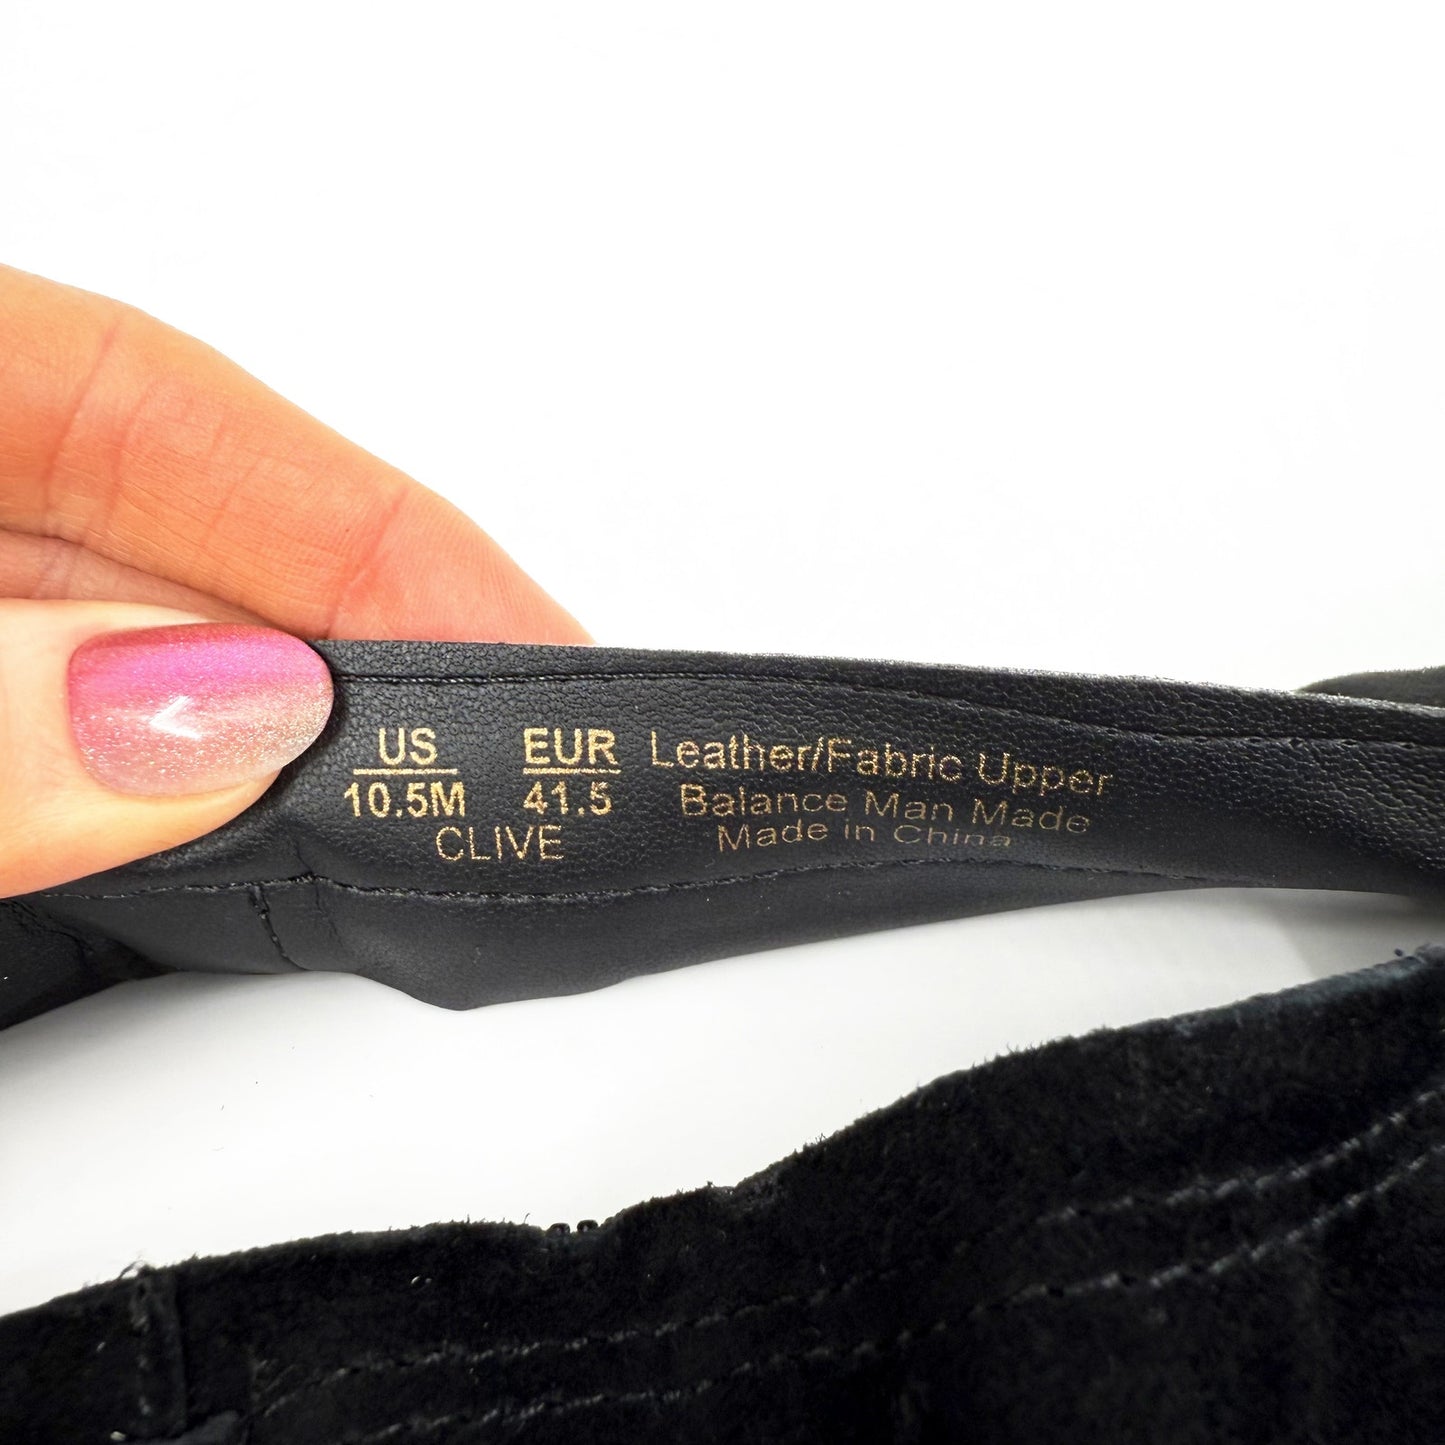 US EUR Leather/Fabric Upper
10.5M 41.5 Balance Man Made
CLIVE Made in China